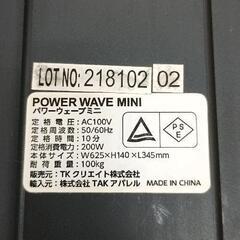 LOT NO: 218102 02
POWER WAVE MINI
パワーウェーブミニ
定格電圧：AC100V
定格周波数：50/60Hz
定格時間：10分
定格消費電力：200W
本体サイズ：W625×H140×L345mm
耐荷重：100kg
販売元：TKクリエイト株式会社
輸入元：株式会社TAKアパレル
MADE IN CHINA
PSE